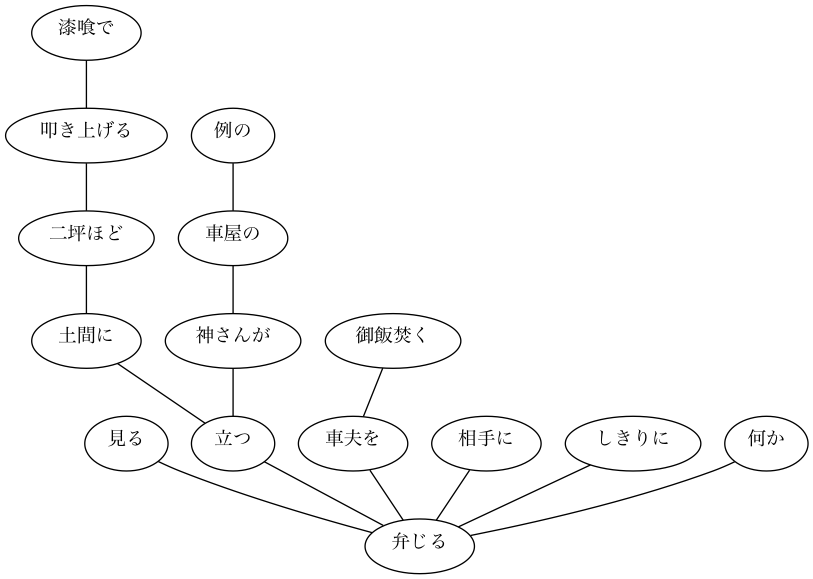 漆喰で
叩き上げる
例の
二坪ほど
車屋の
土間に
神さんが
御飯焚く
見る
立つ
車夫を
相手に
しきりに
何か
弁じる